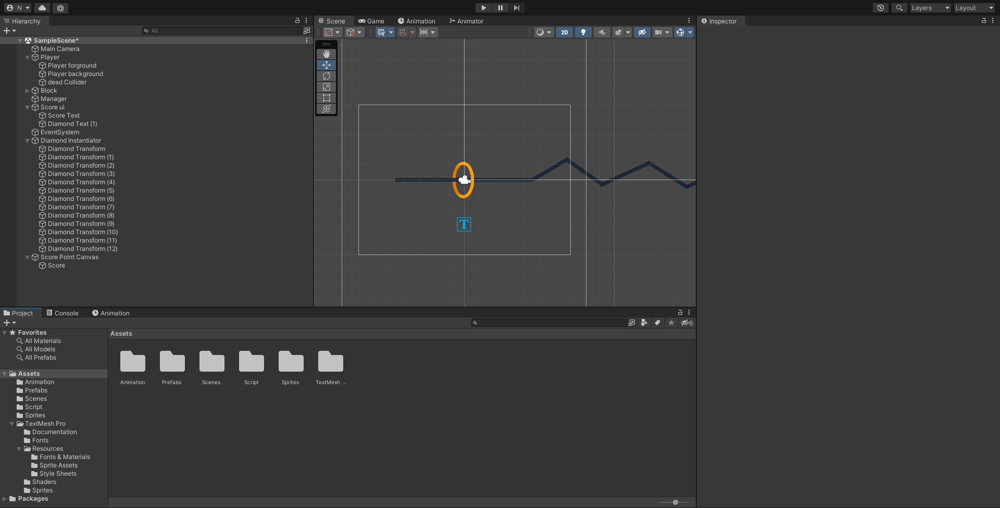 N
Layers
Layout
Hierarchy
Scene
Game
Animation
Animator
Inspector
All
2D
SampleScene*
Main Camera
Player
Player forground
Player background
dead Collider
Block
Manager
Score ui
Score Text
Diamond Text (1)
EventSystem
Diamond Instantiator
Diamond Transform
Diamond Transform (1)
Diamond Transform (2)
Diamond Transform (3)
Diamond Transform (4)
Diamond Transform (5)
Diamond Transform (6)
Diamond Transform (7)
Diamond Transform (8)
Diamond Transform (9)
Diamond Transform (10)
Diamond Transform (11)
Diamond Transform (12)
Score Point Canvas
Score
T
Project
Console
Animation
6
Favorites
All Materials
All Models
All Prefabs
Assets
Animation
Prefabs
Scenes
Script
Sprites
TextMesh Pro
Documentation
Fonts
Resources
Fonts & Materials
Sprite Assets
Style Sheets
Shaders
Sprites
Packages
Assets
Animation
Prefabs
Scenes
Script
Sprites
TextMesh ...